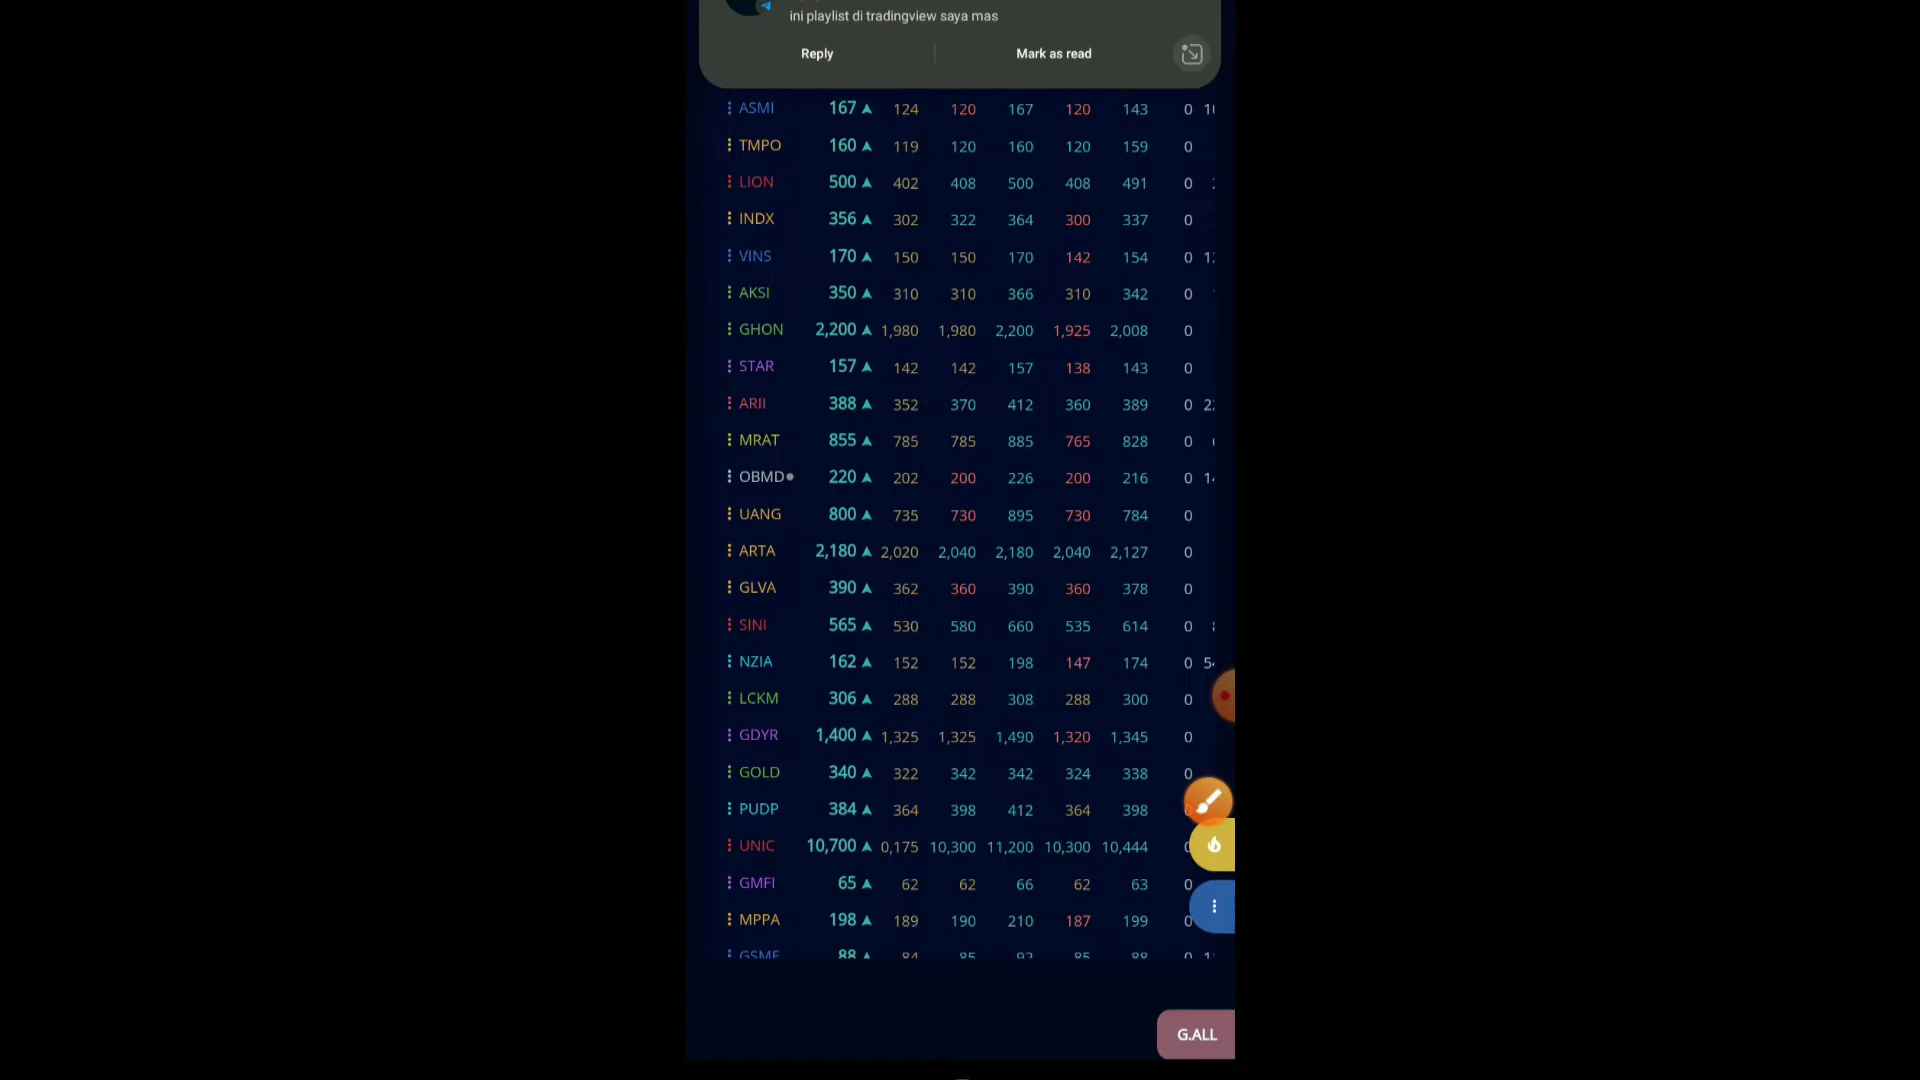 ini playlist di tradingview saya mas
Reply Mark as read
ASMI 167 124 120 167 120 143 0
TMPO 160 119 120 160 120 159 0
LION 500 402 408 500 408 491 0
INDX 356 302 322 364 300 337 0
VINS 170 150 150 170 142 154 0
AKSI 350 310 310 366 310 342 0
GHON 2,200 1,980 1,980 2,200 1,925 2,008 0
STAR 157 142 142 157 138 143 0
ARII 388 352 370 412 360 389 0
MRAT 855 785 785 885 765 828 0
OBMD 220 202 200 226 200 216 0
UANG 800 735 730 895 730 784 0
ARTA 2,180 2,020 2,040 2,180 2,040 2,127 0
GLVA 390 362 360 390 360 378 0
SINI 565 530 580 660 535 614 0
NZIA 162 152 152 198 147 174 0
LCKM 306 288 288 308 288 300 0
GDYR 1,400 1,325 1,325 1,490 1,320 1,345 0
GOLD 340 322 342 342 324 338 0
PUDP 384 364 398 412 364 398
UNIC 10,700 0,175 10,300 11,200 10,300 10,444
GMFI 65 62 62 66 62 63 0
MPPA 198 189 190 210 187 199 0
88 84 85 92 85 88 0
G.ALL